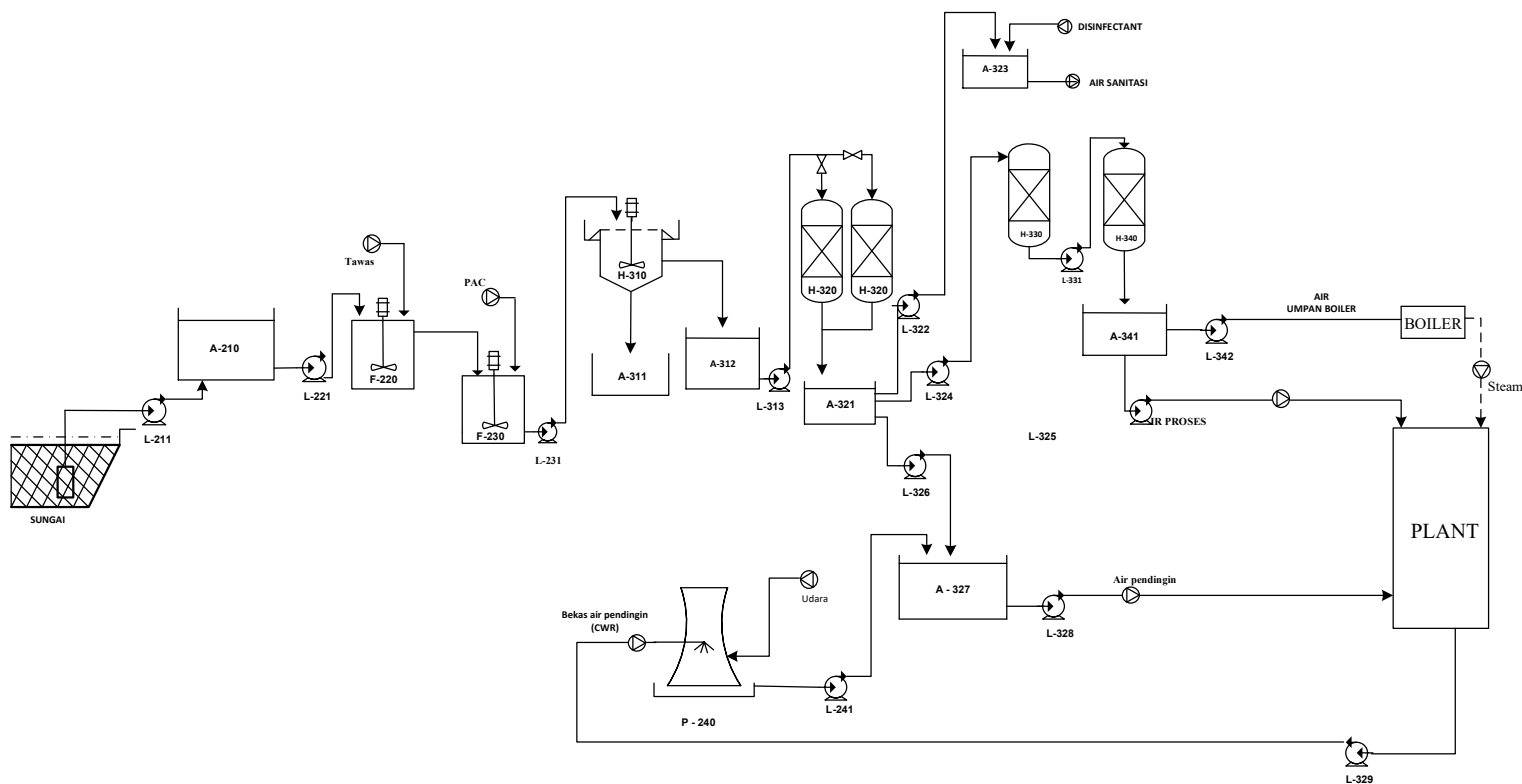 DISINFECTANT
A-323
AIR SANITASI
H-330
H-340
Tawas
H-310
PAC
H-320
H-320
L-331
L-322
AIR
UMPAN BOILER
BOILER
A-210
A-341
L-342
A-312
A-311
L-324
Steam
F-220
L-221
L-313
A-321
L-211
F-230
L-231
IR PROSES
L-325
L-326
SUNGAI
PLANT
A - 327
Air pendingin
Udara
Bekas air pendingin
(CWR)
L-328
L-241
P - 240
L-329